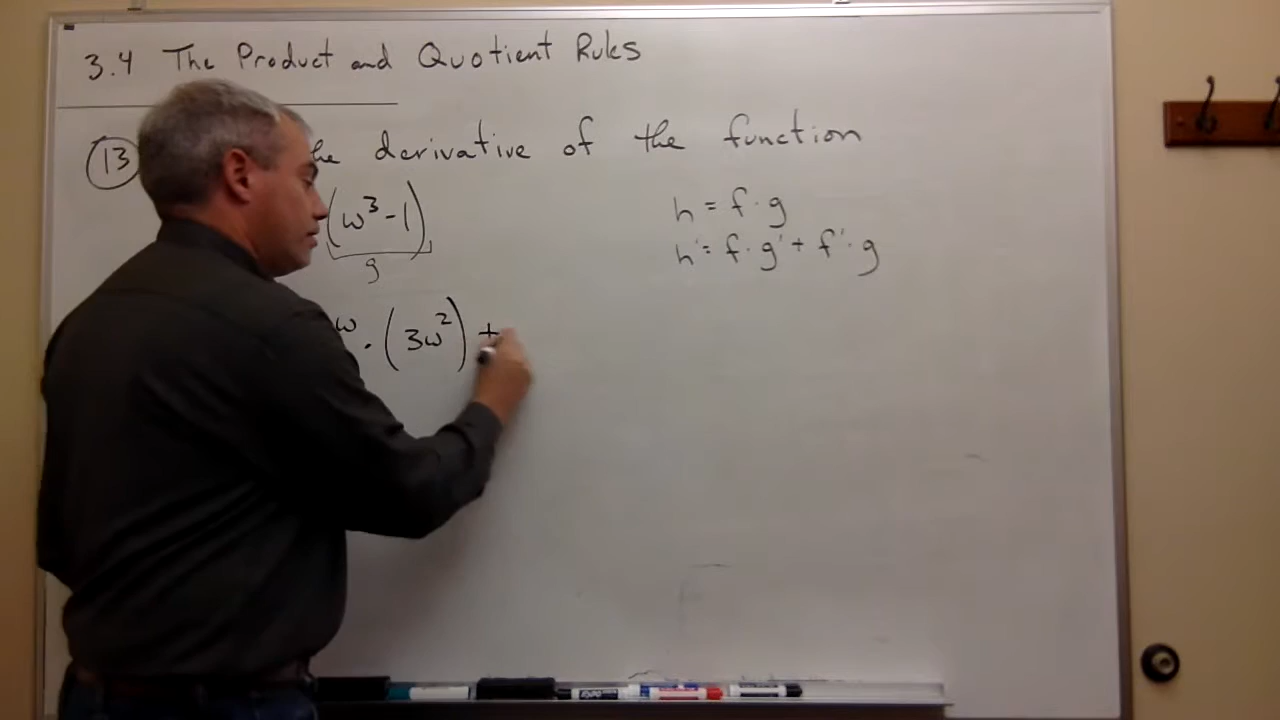 3.4 The Product and Quotient Rules
13 he derivative of the function
(w³-1)
g
h = f · g
h' = f · g' + f' · g
w · (3w²) +